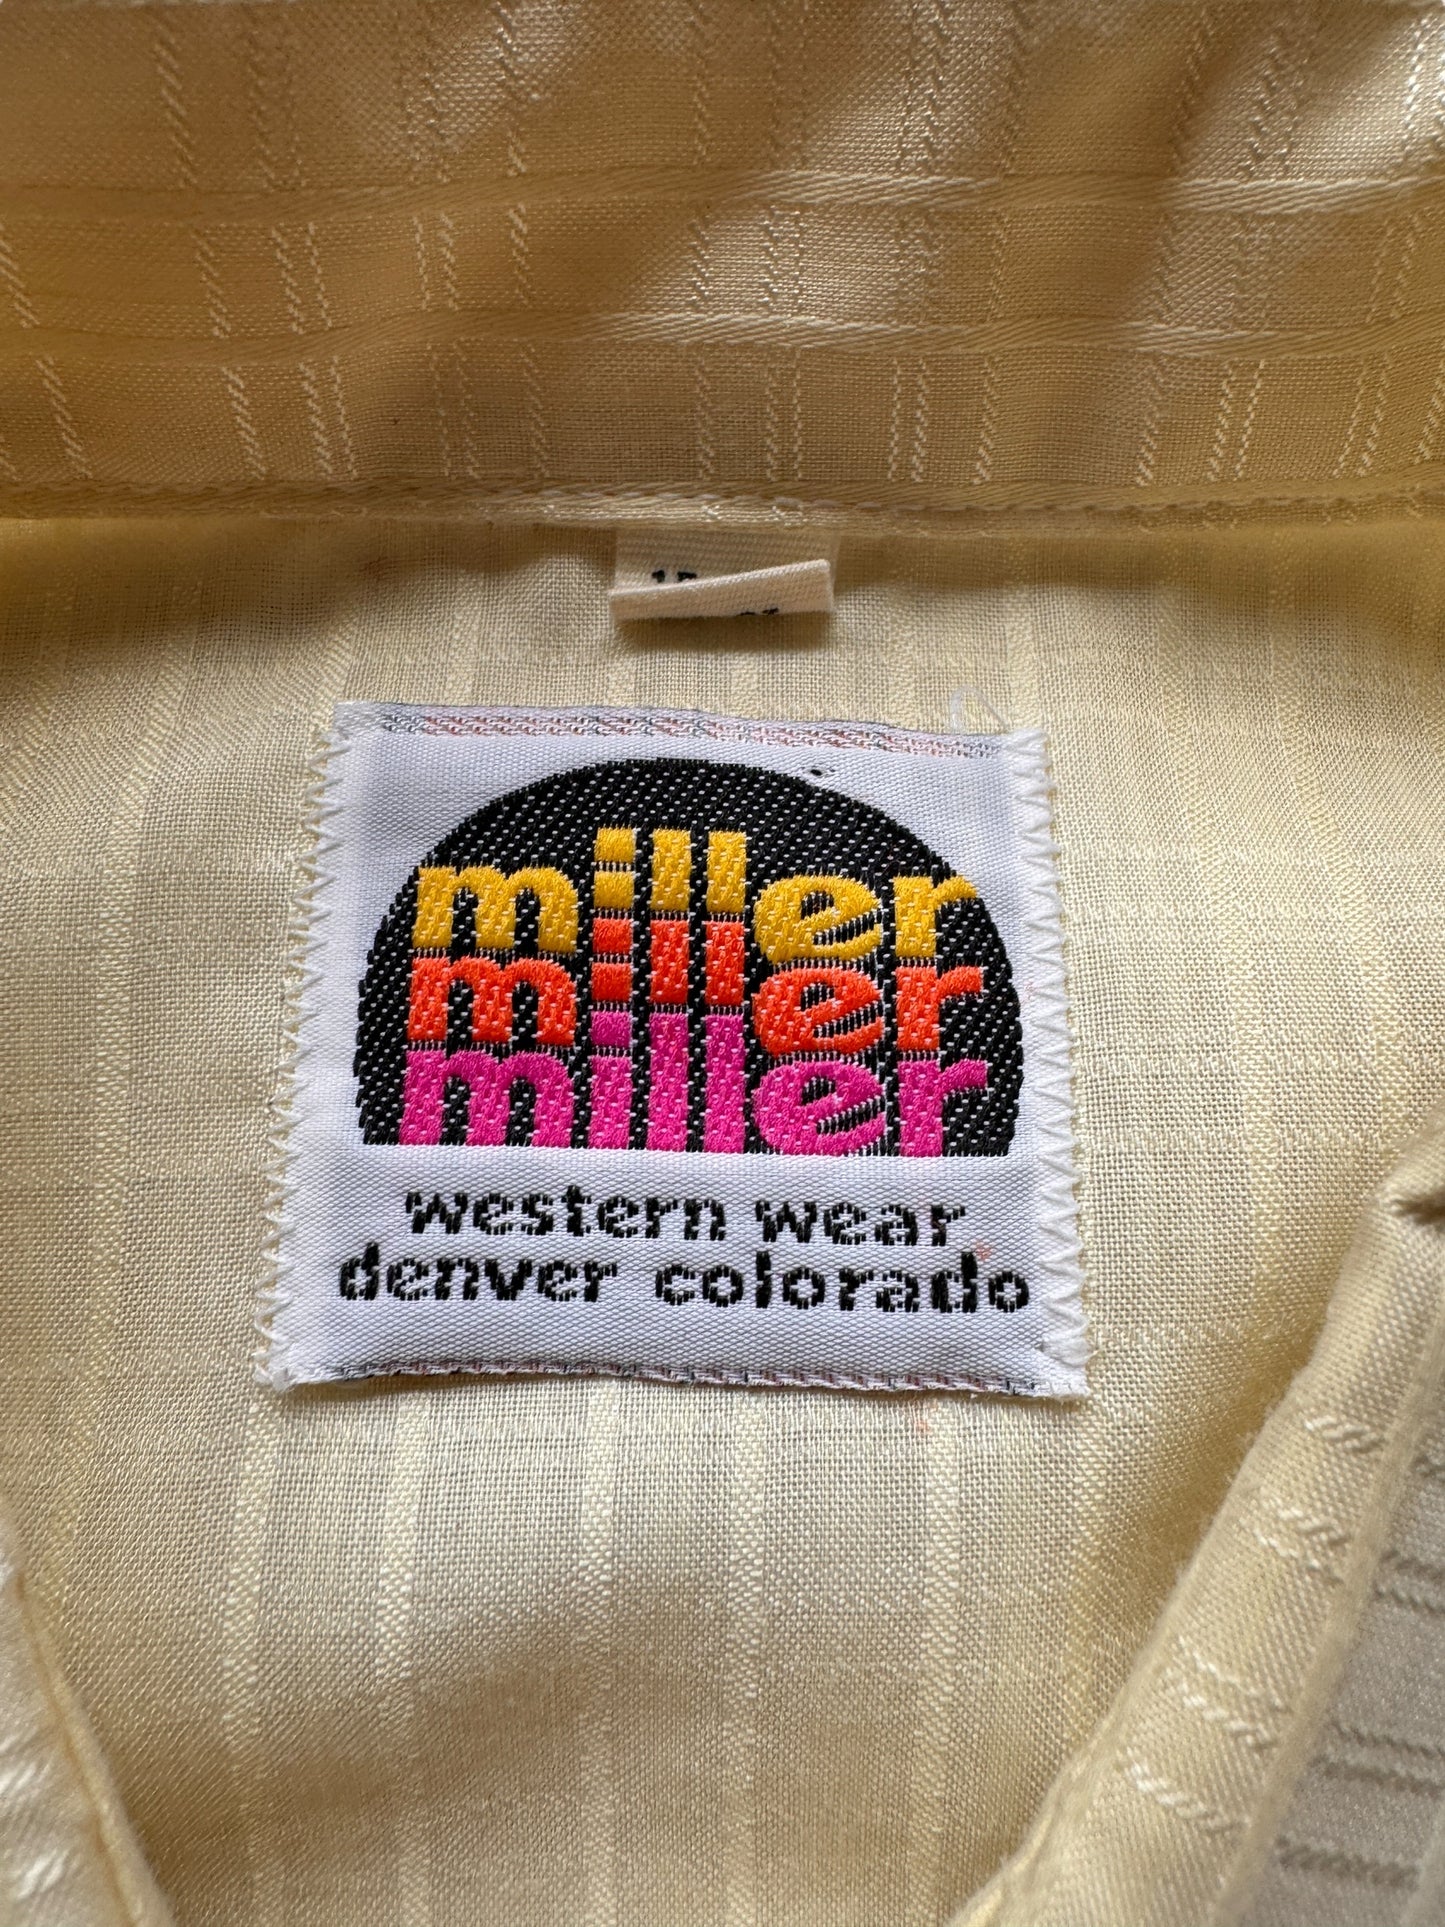 miller
miller
miller
western wear
denver colorado